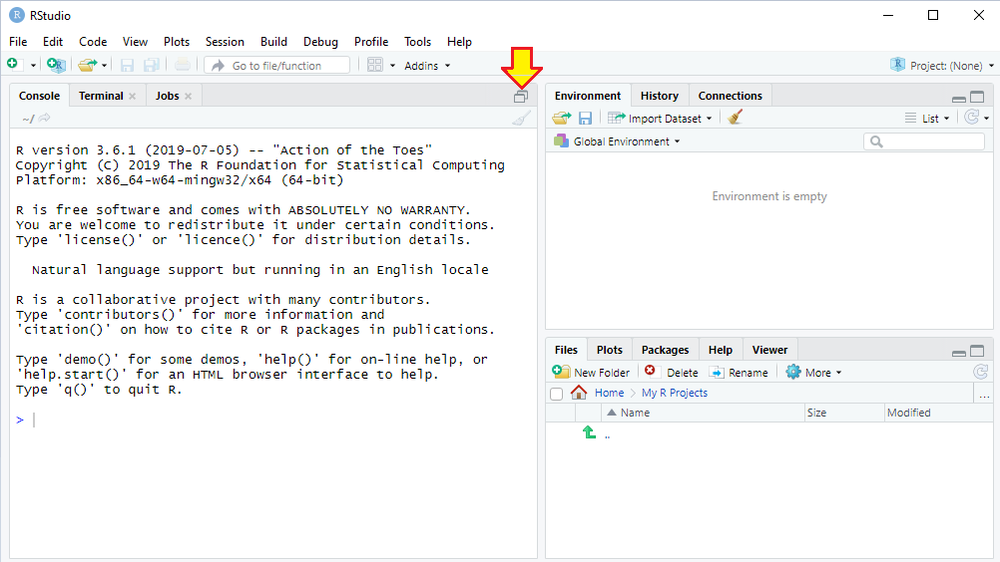 RStudio
File Edit Code View Plots Session Build Debug Profile Tools Help
Go to file/function Addins Project: (None)
Console Terminal Jobs
~/
R version 3.6.1 (2019-07-05) -- "Action of the Toes"
Copyright (C) 2019 The R Foundation for Statistical Computing
Platform: x86_64-w64-mingw32/x64 (64-bit)
R is free software and comes with ABSOLUTELY NO WARRANTY.
You are welcome to redistribute it under certain conditions.
Type 'license()' or 'licence()' for distribution details.
Natural language support but running in an English locale
R is a collaborative project with many contributors.
Type 'contributors()' for more information and
'citation()' on how to cite R or R packages in publications.
Type 'demo()' for some demos, 'help()' for on-line help, or
'help.start()' for an HTML browser interface to help.
Type 'q()' to quit R.
>
Environment History Connections
Import Dataset List
Global Environment
Environment is empty
Files Plots Packages Help Viewer
New Folder Delete Rename More
Home My R Projects ...
Name Size Modified
..